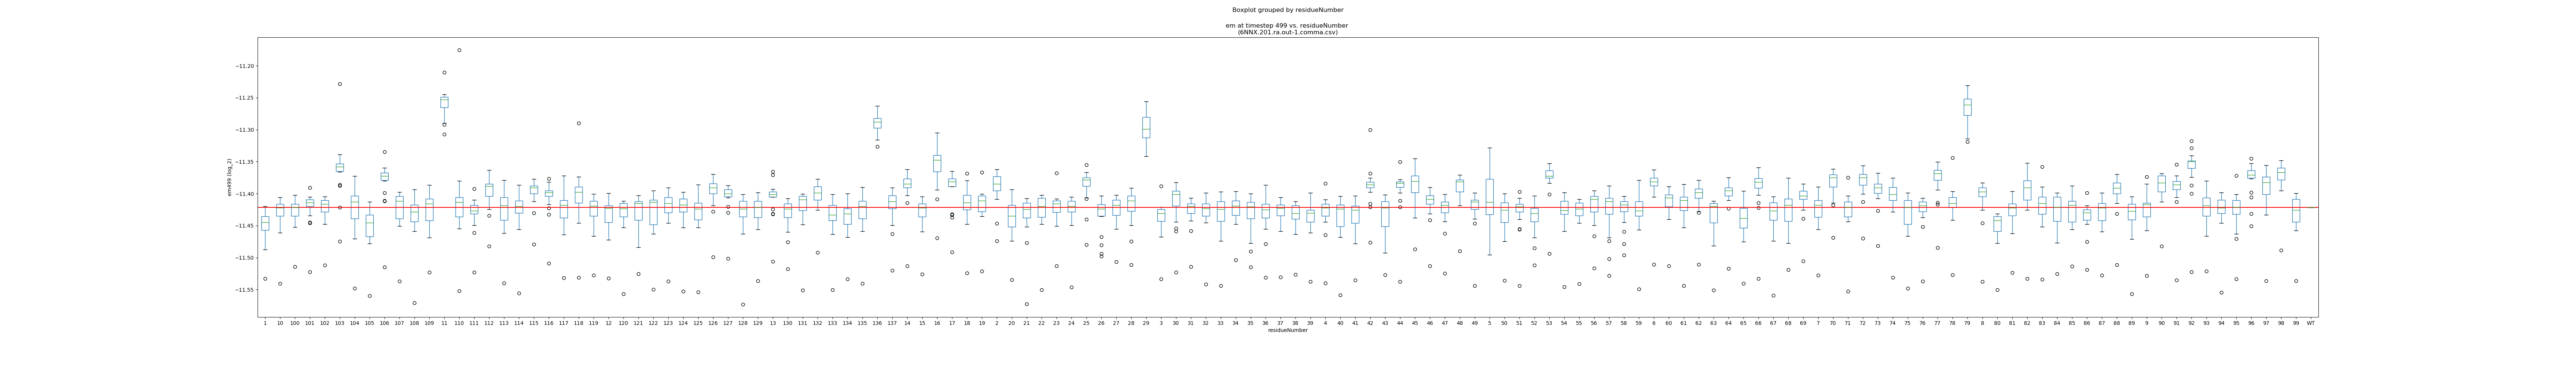 Boxplot grouped by residueNumber
em at timestep 499 vs. residueNumber
(6NNX.201.ra.out-1.comma.csv)
em499 (log_2)
−11.20
−11.25
−11.30
−11.35
−11.40
−11.45
−11.50
−11.55
1 10 100 101 102 103 104 105 106 107 108 109 11 110 111 112 113 114 115 116 117 118 119 12 120 121 122 123 124 125 126 127 128 129 13 130 131 132 133 134 135 136 137 14 15 16 17 18 19 2 20 21 22 23 24 25 26 27 28 29 3 30 31 32 33 34 35 36 37 38 39 4 40 41 42 43 44 45 46 47 48 49 5 50 51 52 53 54 55 56 57 58 59 6 60 61 62 63 64 65 66 67 68 69 7 70 71 72 73 74 75 76 77 78 79 8 80 81 82 83 84 85 86 87 88 89 9 90 91 92 93 94 95 96 97 98 99 WT
residueNumber